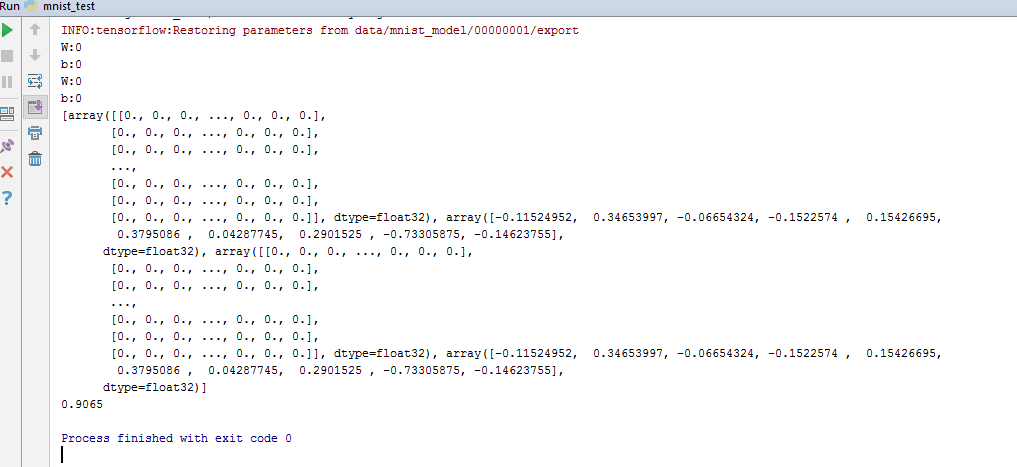 Run mnist_test
INFO:tensorflow:Restoring parameters from data/mnist_model/00000001/export
W:0
b:0
W:0
b:0
[array([[0., 0., 0., ..., 0., 0., 0.],
[0., 0., 0., ..., 0., 0., 0.],
[0., 0., 0., ..., 0., 0., 0.],
...,
[0., 0., 0., ..., 0., 0., 0.],
[0., 0., 0., ..., 0., 0., 0.],
[0., 0., 0., ..., 0., 0., 0.]], dtype=float32), array([-0.11524952,  0.34653997, -0.06654324, -0.1522574 ,  0.15426695,
0.3795086 ,  0.04287745,  0.2901525 , -0.73305875, -0.14623755],
dtype=float32), array([[0., 0., 0., ..., 0., 0., 0.],
[0., 0., 0., ..., 0., 0., 0.],
[0., 0., 0., ..., 0., 0., 0.],
...,
[0., 0., 0., ..., 0., 0., 0.],
[0., 0., 0., ..., 0., 0., 0.],
[0., 0., 0., ..., 0., 0., 0.]], dtype=float32), array([-0.11524952,  0.34653997, -0.06654324, -0.1522574 ,  0.15426695,
0.3795086 ,  0.04287745,  0.2901525 , -0.73305875, -0.14623755],
dtype=float32)]
0.9065
Process finished with exit code 0